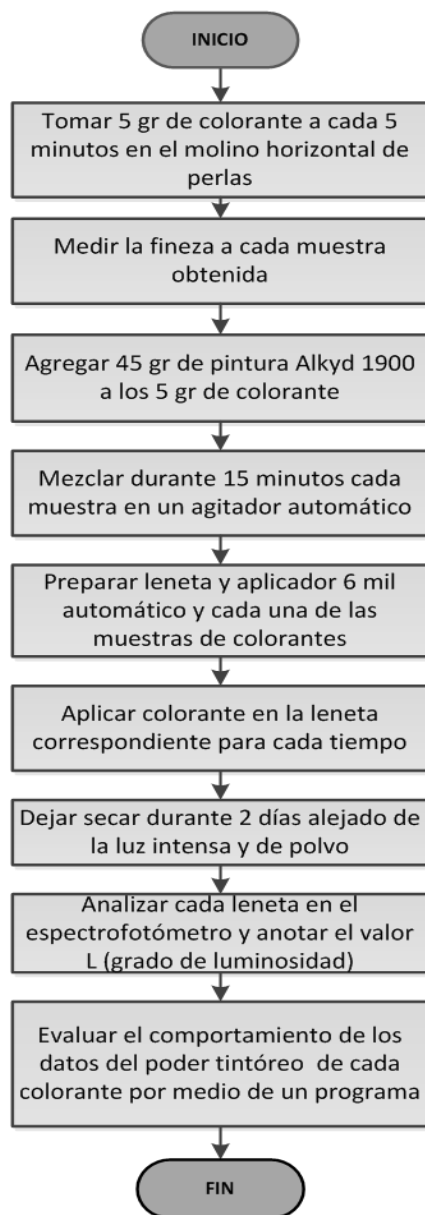 INICIO
Tomar 5 gr de colorante a cada 5
minutos en el molino horizontal de
perlas
Medir la fineza a cada muestra
obtenida
Agregar 45 gr de pintura Alkyd 1900
a los 5 gr de colorante
Mezclar durante 15 minutos cada
muestra en un agitador automático
Preparar leneta y aplicador 6 mil
automático y cada una de las
muestras de colorantes
Aplicar colorante en la leneta
correspondiente para cada tiempo
Dejar secar durante 2 días alejado de
la luz intensa y de polvo
Analizar cada leneta en el
espectrofotómetro y anotar el valor
L (grado de luminosidad)
Evaluar el comportamiento de los
datos del poder tintóreo de cada
colorante por medio de un programa
FIN